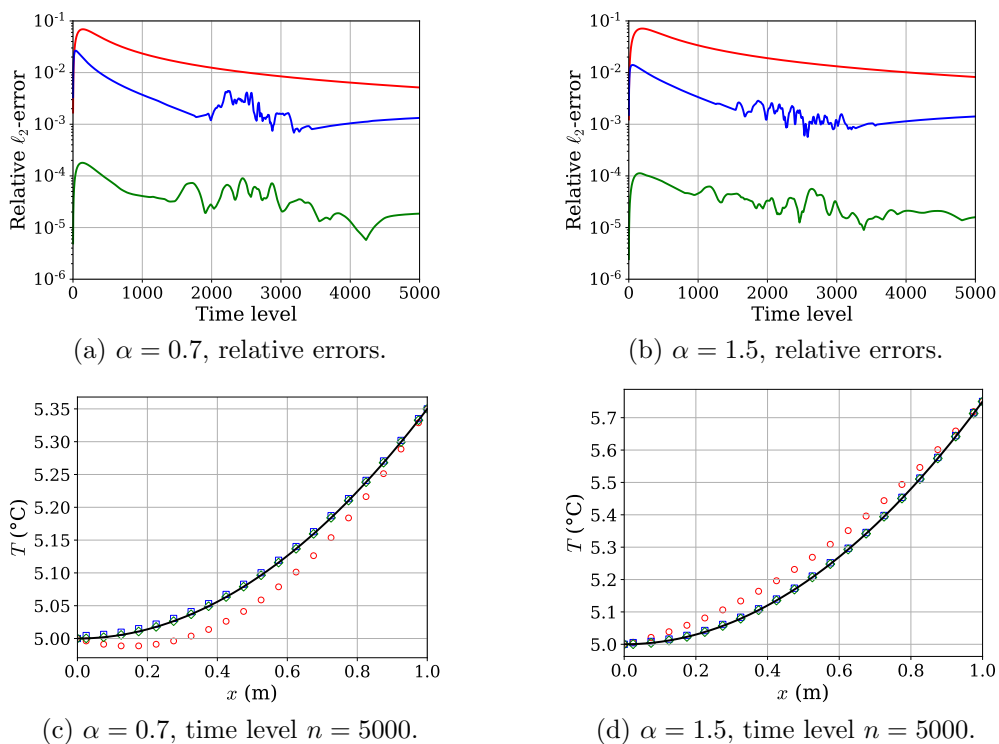 10⁻¹
10⁻²
10⁻³
10⁻⁴
10⁻⁵
10⁻⁶
Relative ℓ₂-error
0 1000 2000 3000 4000 5000
Time level
(a) α = 0.7, relative errors.
10⁻¹
10⁻²
10⁻³
10⁻⁴
10⁻⁵
10⁻⁶
Relative ℓ₂-error
0 1000 2000 3000 4000 5000
Time level
(b) α = 1.5, relative errors.
5.35
5.30
5.25
5.20
5.15
5.10
5.05
5.00
T (°C)
0.0 0.2 0.4 0.6 0.8 1.0
x (m)
(c) α = 0.7, time level n = 5000.
5.7
5.6
5.5
5.4
5.3
5.2
5.1
5.0
T (°C)
0.0 0.2 0.4 0.6 0.8 1.0
x (m)
(d) α = 1.5, time level n = 5000.